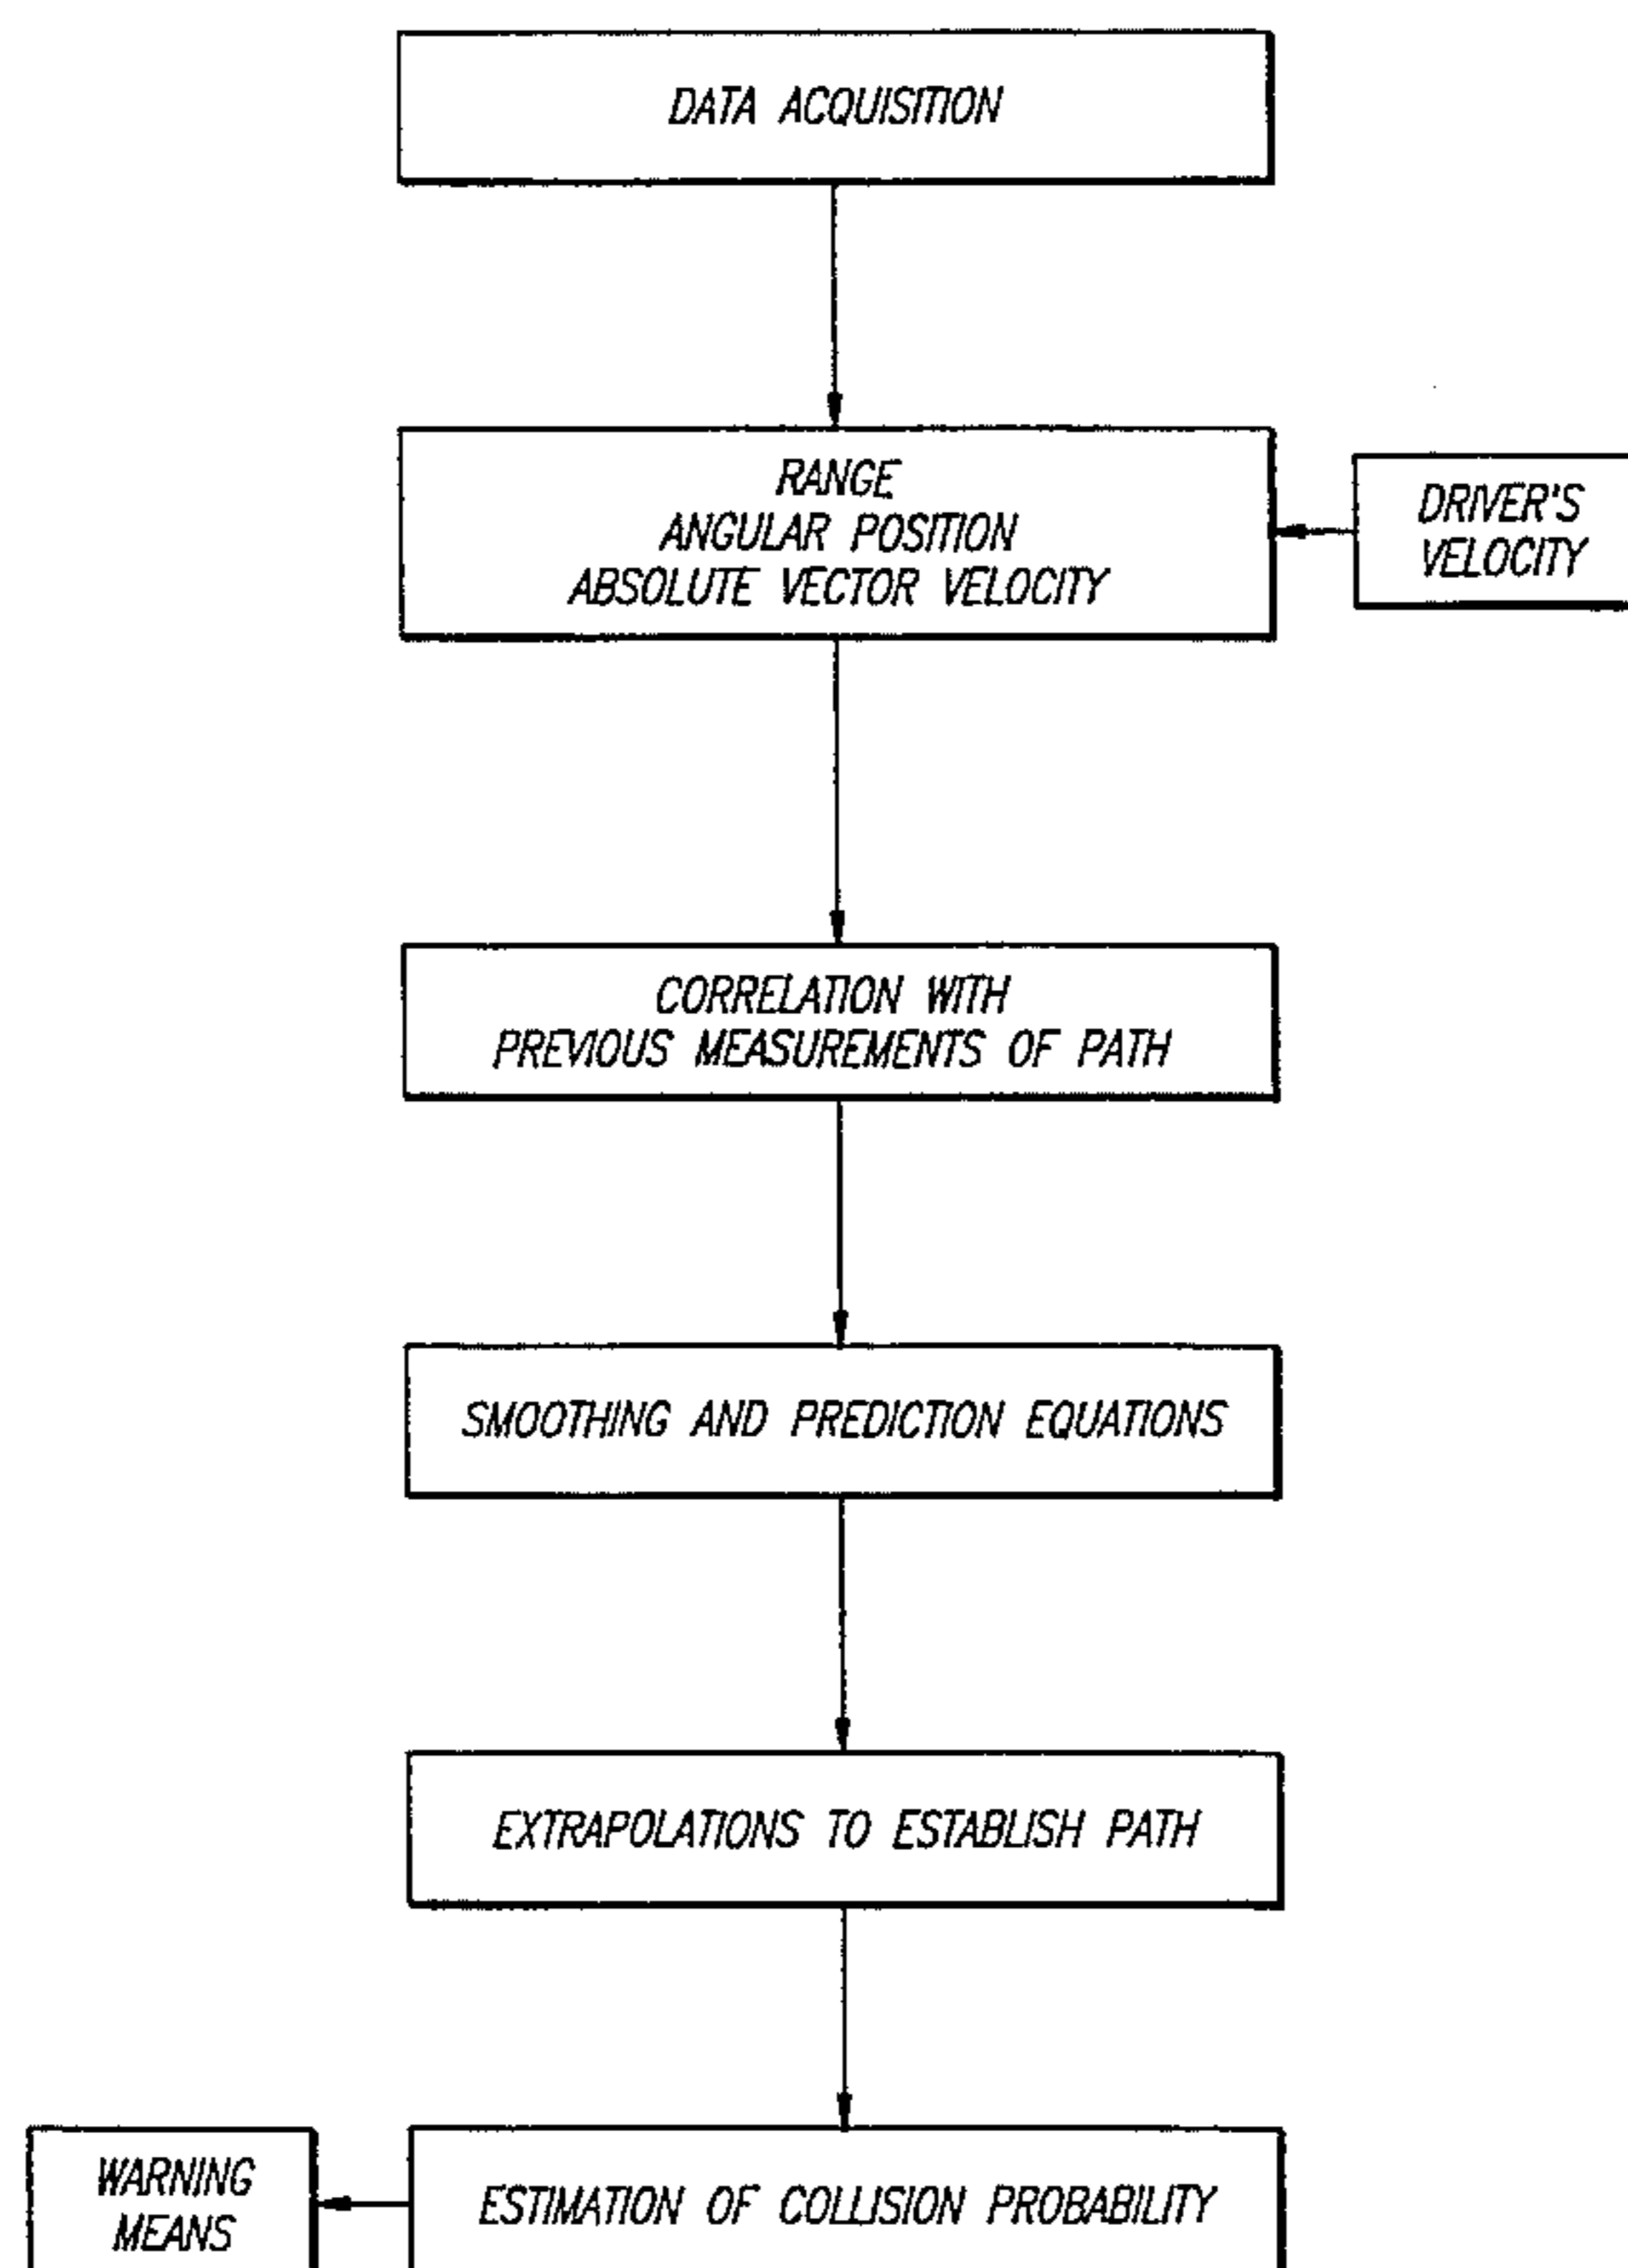 DATA ACQUISITION
RANGE
ANGULAR POSITION
ABSOLUTE VECTOR VELOCITY
DRIVER'S
VELOCITY
CORRELATION WITH
PREVIOUS MEASUREMENTS OF PATH
SMOOTHING AND PREDICTION EQUATIONS
EXTRAPOLATIONS TO ESTABLISH PATH
WARNING
MEANS
ESTIMATION OF COLLISION PROBABILITY